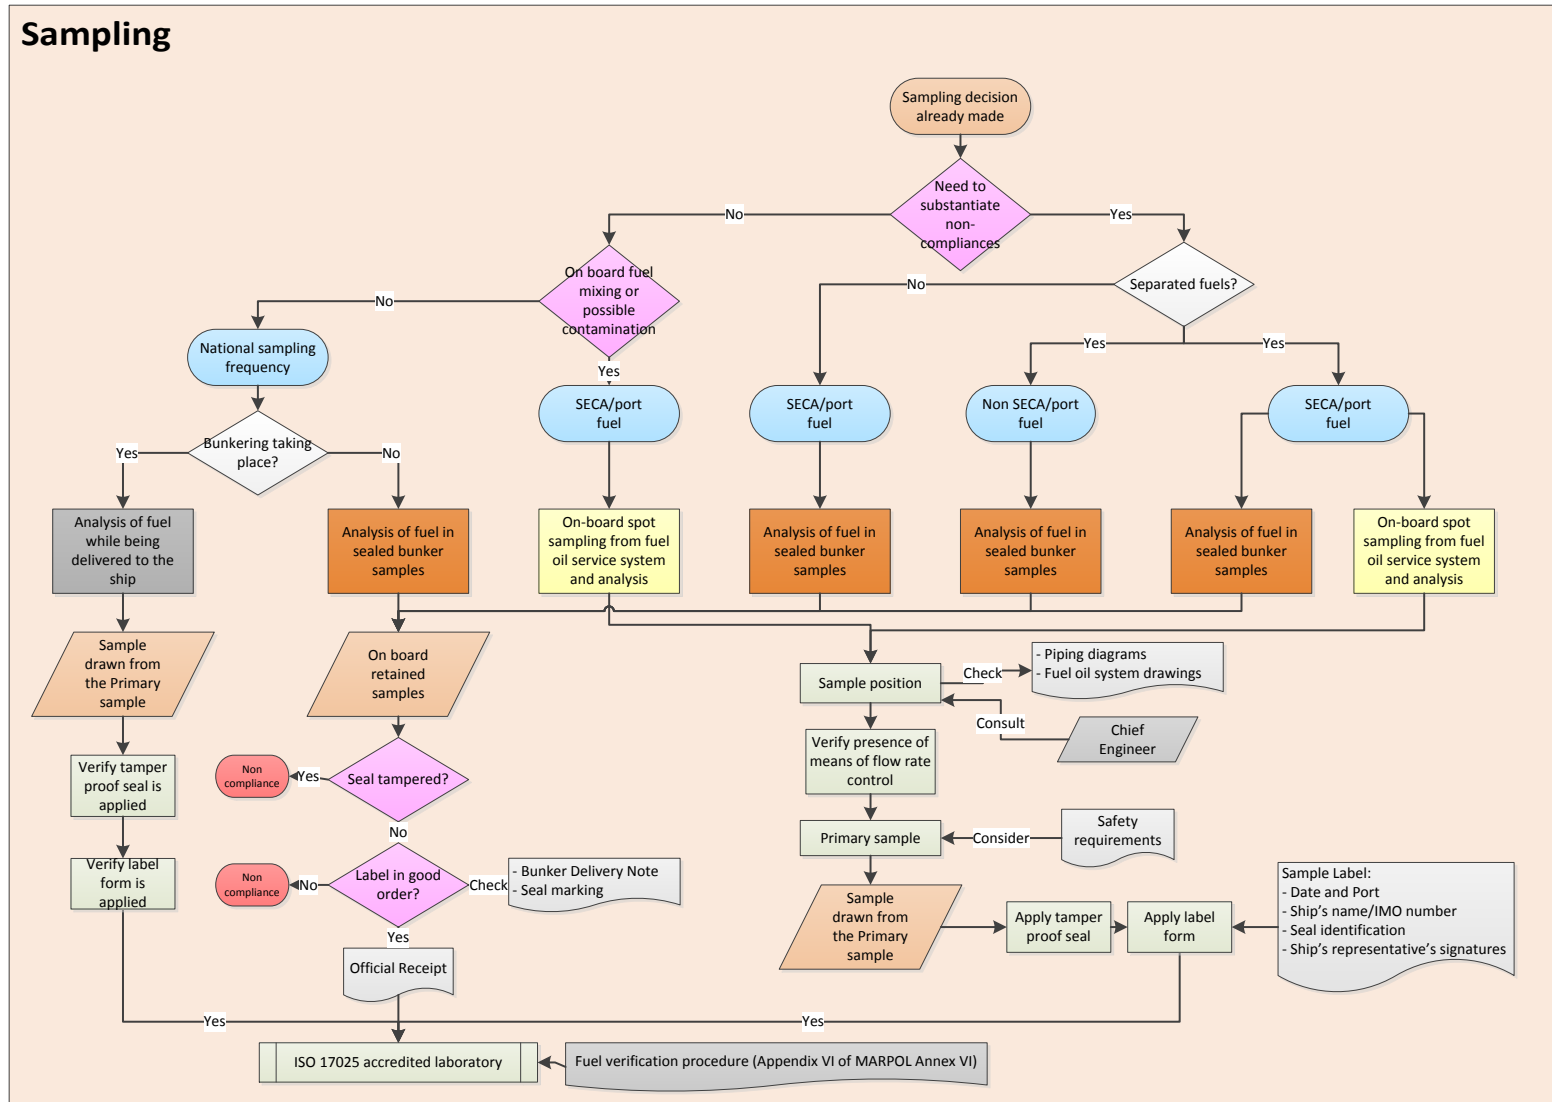 Sampling
Sampling decision
already made
Need to
substantiate
non-
compliances
No
Yes
On board fuel
mixing or
possible
contamination
Separated fuels?
No
No
Yes
Yes
Yes
National sampling
frequency
SECA/port
fuel
SECA/port
fuel
Non SECA/port
fuel
SECA/port
fuel
Bunkering taking
place?
Yes
No
Analysis of fuel
while being
delivered to the
ship
Analysis of fuel in
sealed bunker
samples
On-board spot
sampling from fuel
oil service system
and analysis
Analysis of fuel in
sealed bunker
samples
Analysis of fuel in
sealed bunker
samples
Analysis of fuel in
sealed bunker
samples
On-board spot
sampling from fuel
oil service system
and analysis
Sample
drawn from
the Primary
sample
On board
retained
samples
Sample position
Check
- Piping diagrams
- Fuel oil system drawings
Consult
Chief
Engineer
Verify tamper
proof seal is
applied
Non
compliance
Yes
Seal tampered?
No
Verify presence of
means of flow rate
control
Primary sample
Consider
Safety
requirements
Verify label
form is
applied
Non
compliance
No
Label in good
order?
Check
- Bunker Delivery Note
- Seal marking
Yes
Sample
drawn from
the Primary
sample
Apply tamper
proof seal
Apply label
form
Sample Label:
- Date and Port
- Ship's name/IMO number
- Seal identification
- Ship's representative's signatures
Official Receipt
Yes
Yes
ISO 17025 accredited laboratory
Fuel verification procedure (Appendix VI of MARPOL Annex VI)